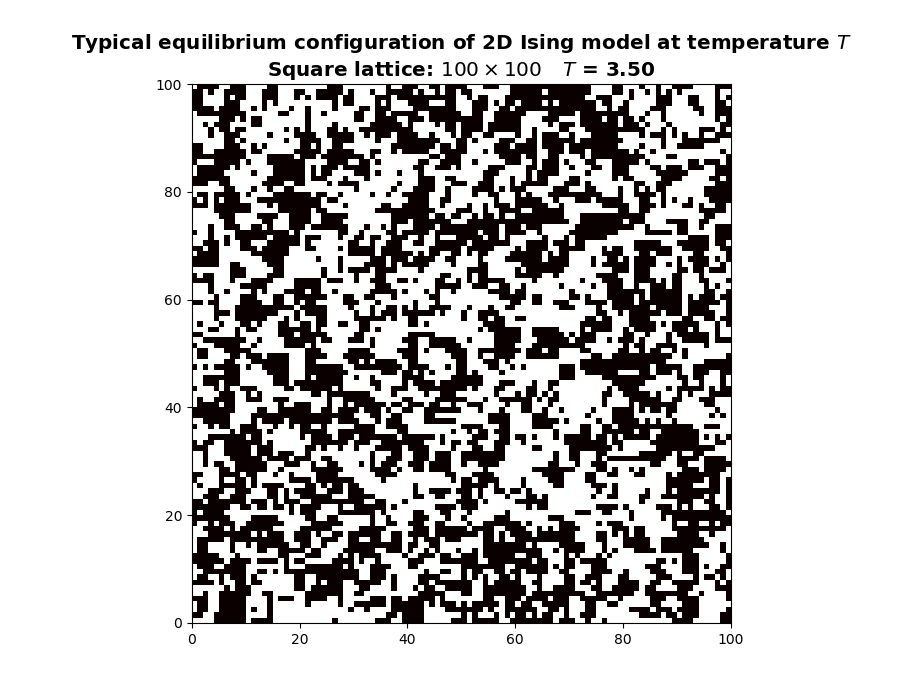 Typical equilibrium configuration of 2D Ising model at temperature T
Square lattice: 100 × 100 T = 3.50
100
80
60
40
20
0
0 20 40 60 80 100